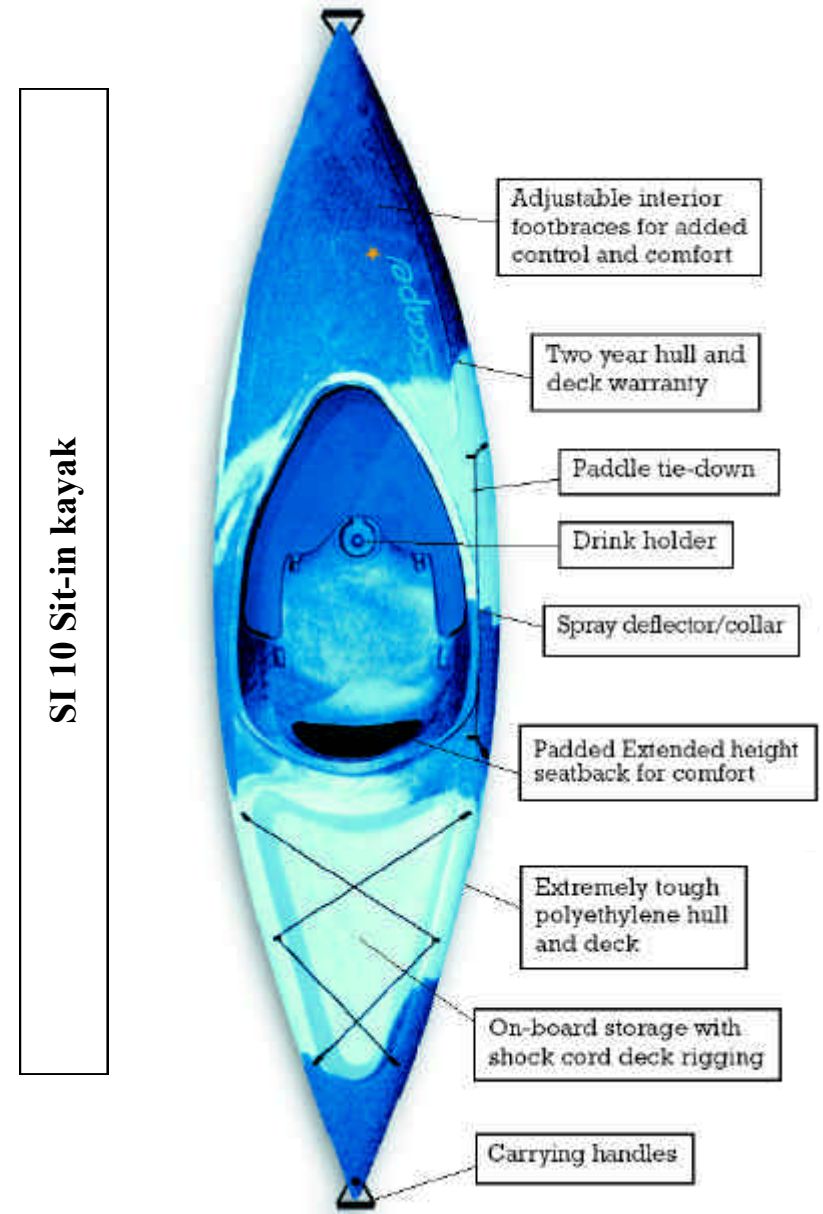 SI 10 Sit-in kayak
Adjustable interior
footbraces for added
control and comfort
scape
Two year hull and
deck warranty
Paddle tie-down
Drink holder
Spray deflector/collar
Padded Extended height
seatback for comfort
Extremely tough
polyethylene hull
and deck
On-board storage with
shock cord deck rigging
Carrying handles